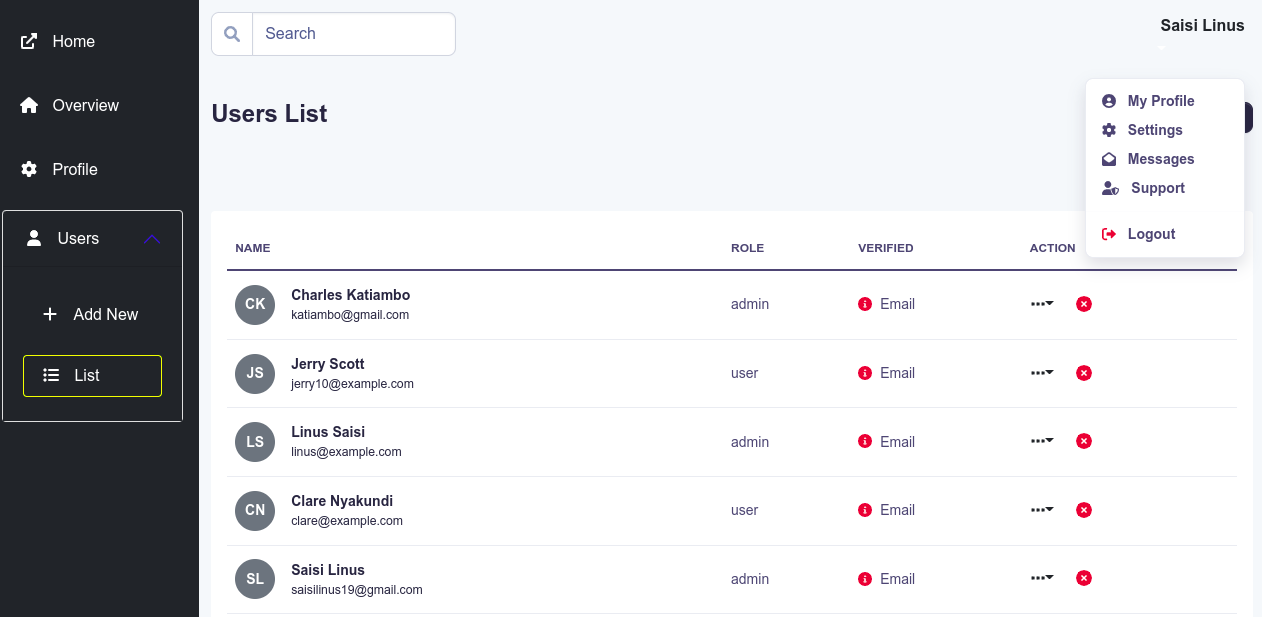 Home
Overview
Profile
Users
Add New
List
Search
Saisi Linus
My Profile
Settings
Messages
Support
Logout
Users List
NAME ROLE VERIFIED ACTION
CK Charles Katiambo admin Email
katiambo@gmail.com
JS Jerry Scott user Email
jerry10@example.com
LS Linus Saisi admin Email
linus@example.com
CN Clare Nyakundi user Email
clare@example.com
SL Saisi Linus admin Email
saisilinus19@gmail.com